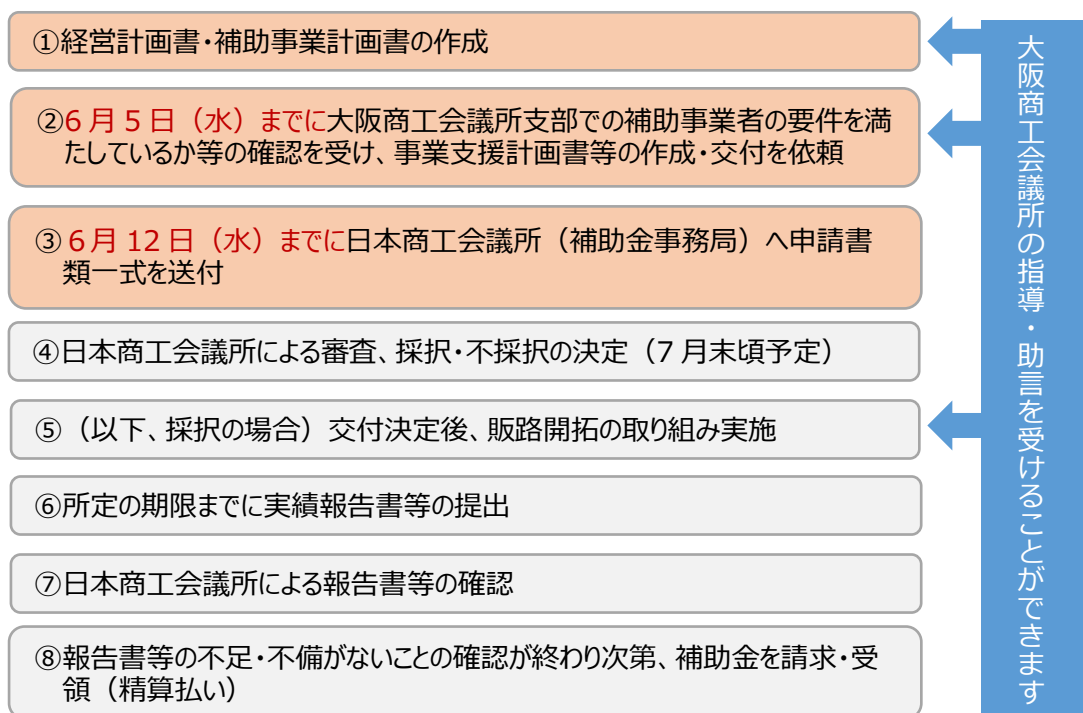 ①経営計画書・補助事業計画書の作成
②6月5日（水）までに大阪商工会議所支部での補助事業者の要件を満
たしているか等の確認を受け、事業支援計画書等の作成・交付を依頼
③6月12日（水）までに日本商工会議所（補助金事務局）へ申請書
類一式を送付
④日本商工会議所による審査、採択・不採択の決定（7月末頃予定）
⑤（以下、採択の場合）交付決定後、販路開拓の取り組み実施
⑥所定の期限までに実績報告書等の提出
⑦日本商工会議所による報告書等の確認
⑧報告書等の不足・不備がないことの確認が終わり次第、補助金を請求・受
領（精算払い）
大阪商工会議所の指導・助言を受けることができます